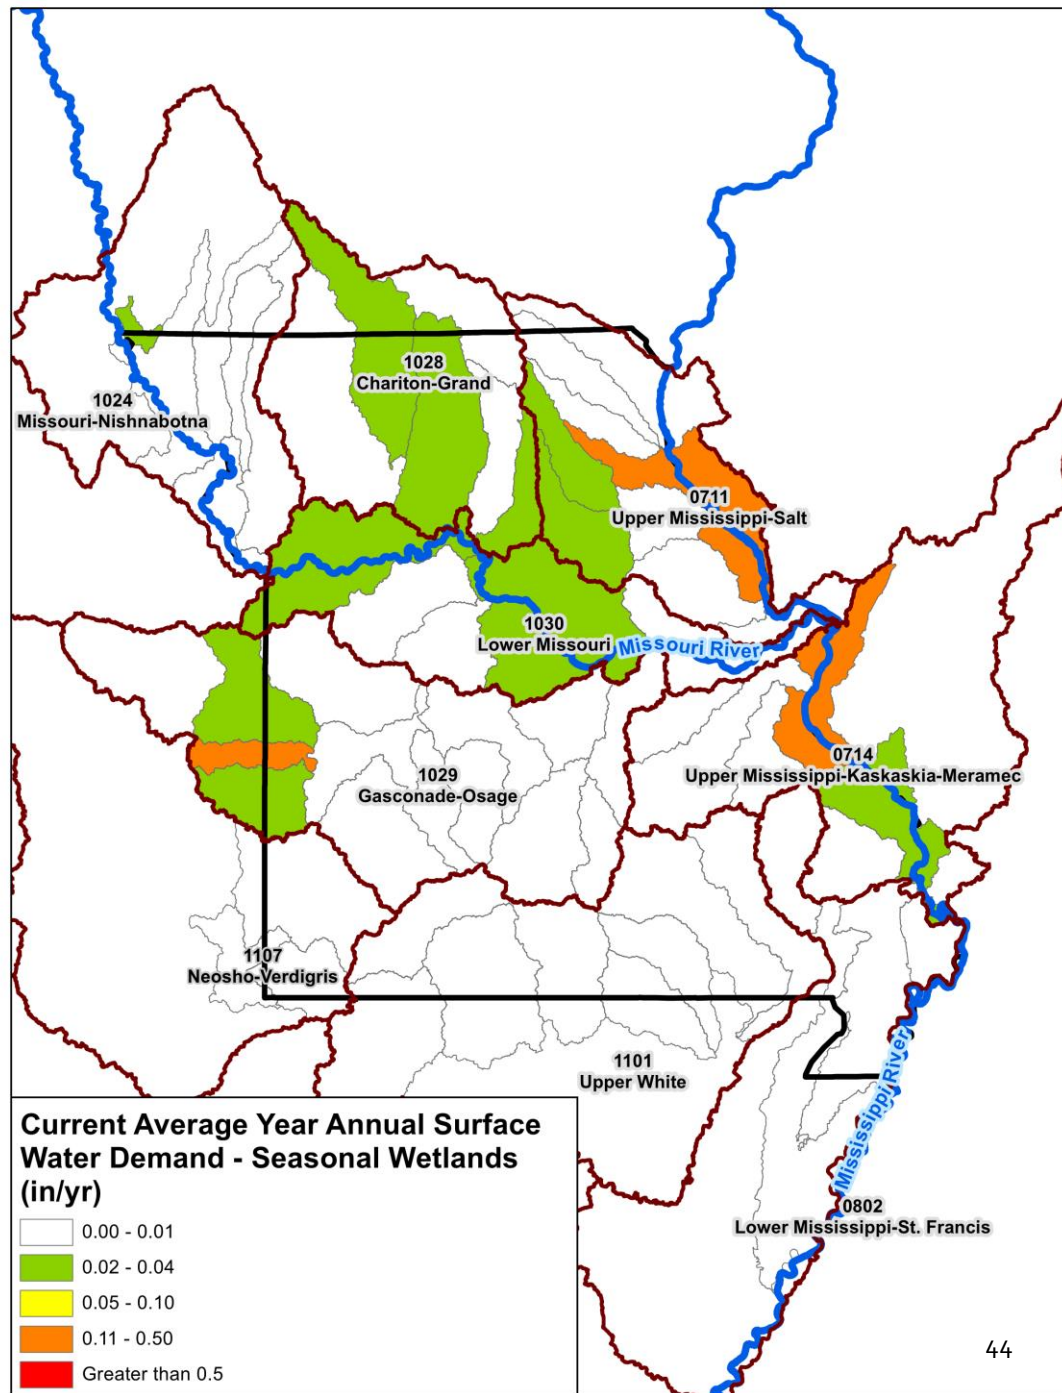 1028
Chariton-Grand
1024
Missouri-Nishnabotna
0711
Upper Mississippi-Salt
1030
Lower Missouri
Missouri River
0714
Upper Mississippi-Kaskaskia-Meramec
1029
Gasconade-Osage
1107
Neosho-Verdigris
1101
Upper White
Mississippi River
0802
Lower Mississippi-St. Francis
Current Average Year Annual Surface
Water Demand - Seasonal Wetlands
(in/yr)
0.00 - 0.01
0.02 - 0.04
0.05 - 0.10
0.11 - 0.50
Greater than 0.5
44